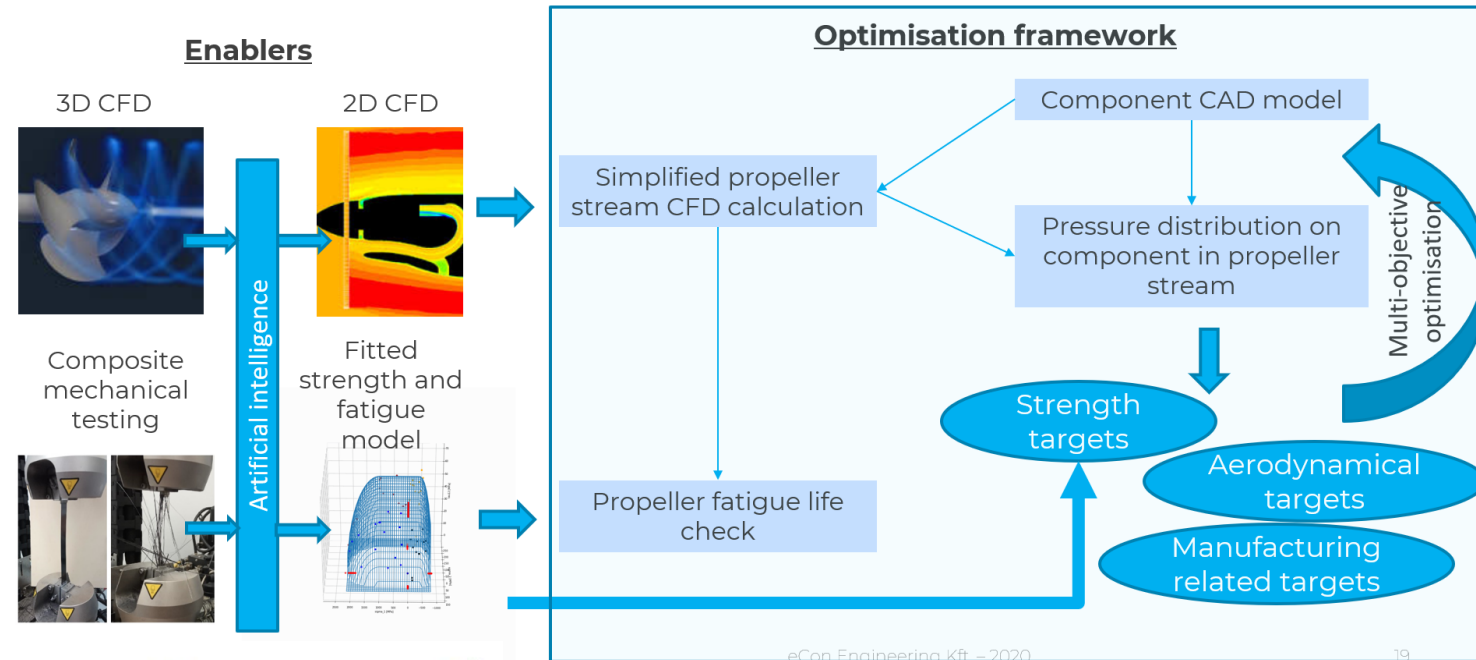 Enablers
3D CFD
2D CFD
Artificial intelligence
Composite
mechanical
testing
Fitted
strength and
fatigue
model
Optimisation framework
Component CAD model
Simplified propeller
stream CFD calculation
Pressure distribution on
component in propeller
stream
Multi-objective
optimisation
Strength
targets
Aerodynamical
targets
Manufacturing
related targets
Propeller fatigue life
check
eCon Engineering Kft. – 2020
19